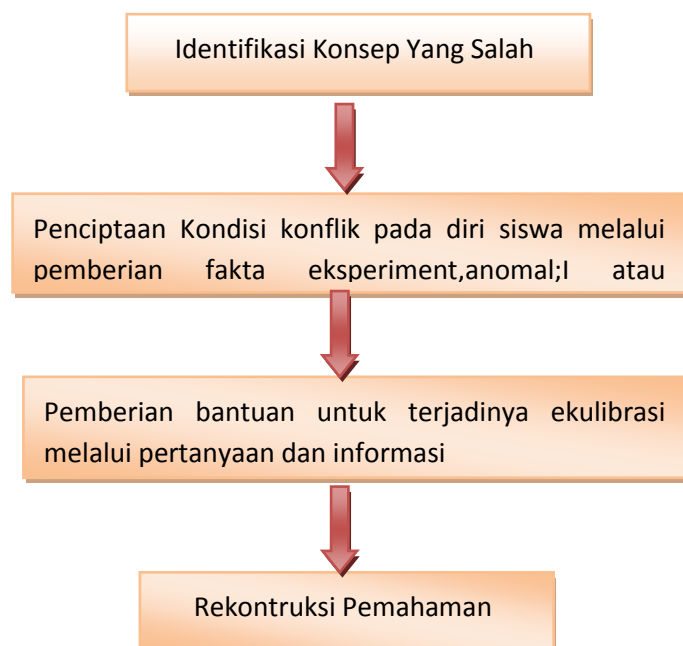 Identifikasi Konsep Yang Salah
Penciptaan Kondisi konflik pada diri siswa melalui
pemberian fakta eksperiment,anomal;I atau
Pemberian bantuan untuk terjadinya ekulibrasi
melalui pertanyaan dan informasi
Rekontruksi Pemahaman